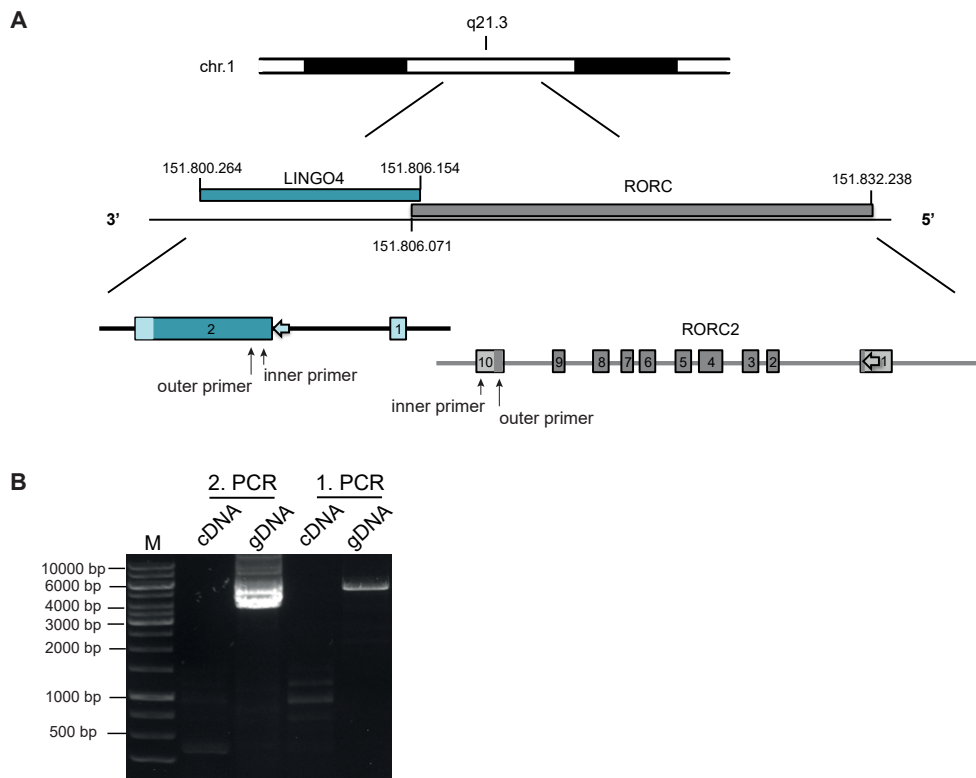 A
q21.3
chr.1
151.800.264
LINGO4
151.806.154
RORC
151.832.238
3’
5’
151.806.071
2
1
RORC2
10
9
8
7
6
5
4
3
2
1
outer primer
inner primer
inner primer
outer primer
B
2. PCR
1. PCR
M
cDNA
gDNA
cDNA
gDNA
10000 bp
6000 bp
4000 bp
3000 bp
2000 bp
1000 bp
500 bp